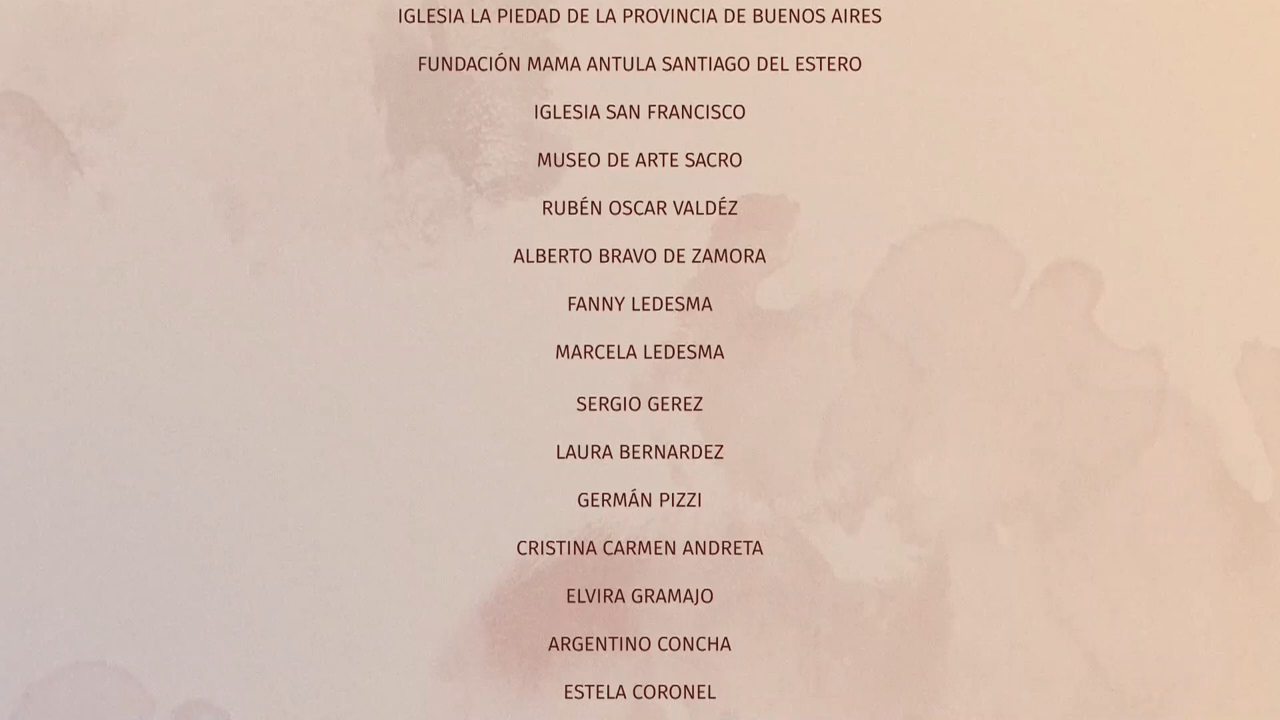 IGLESIA LA PIEDAD DE LA PROVINCIA DE BUENOS AIRES
FUNDACIÓN MAMA ANTULA SANTIAGO DEL ESTERO
IGLESIA SAN FRANCISCO
MUSEO DE ARTE SACRO
RUBÉN OSCAR VALDÉZ
ALBERTO BRAVO DE ZAMORA
FANNY LEDESMA
MARCELA LEDESMA
SERGIO GEREZ
LAURA BERNARDEZ
GERMÁN PIZZI
CRISTINA CARMEN ANDRETA
ELVIRA GRAMAJO
ARGENTINO CONCHA
ESTELA CORONEL